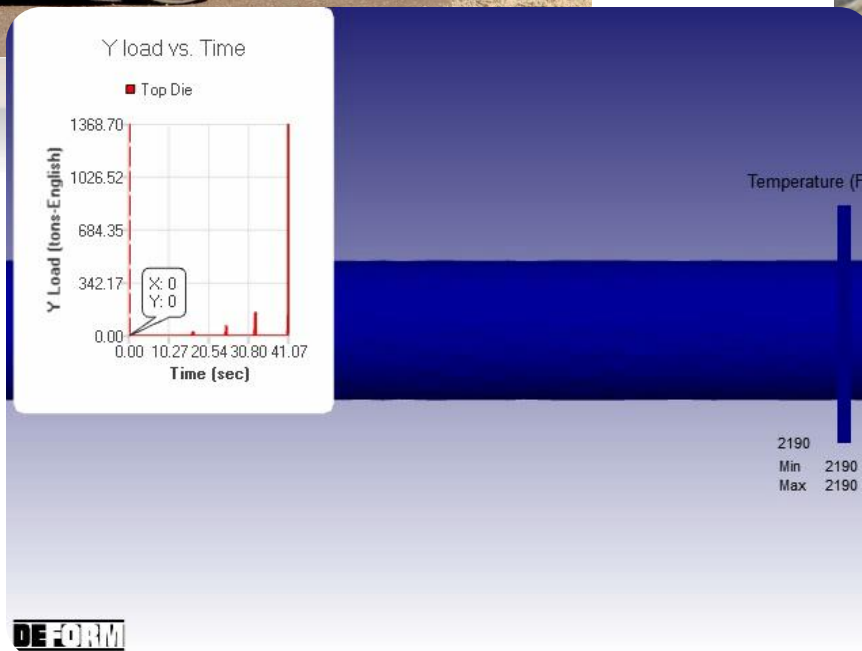 Y load vs. Time
Top Die
1368.70
1026.52
684.35
342.17
0.00
Y Load (tons-English)
X: 0
Y: 0
0.00 10.27 20.54 30.80 41.07
Time (sec)
Temperature (F
2190
Min 2190
Max 2190
DEFORM